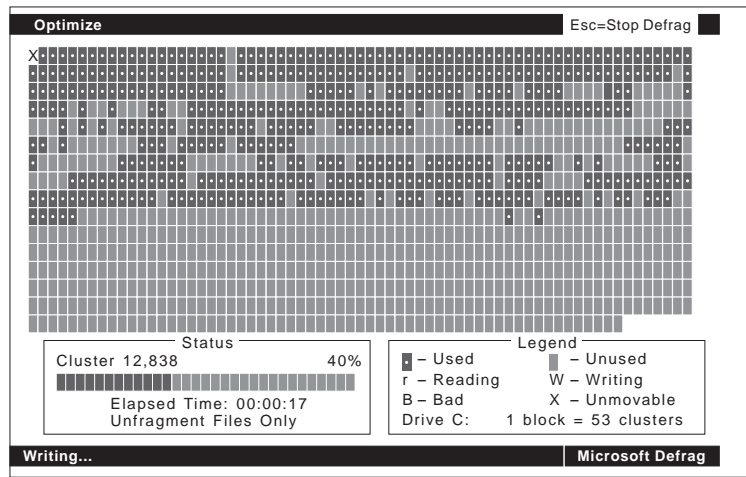 Optimize Esc=Stop Defrag
X
Status
Cluster 12,838 40%
Elapsed Time: 00:00:17
Unfragment Files Only
Legend
– Used – Unused
r – Reading W – Writing
B – Bad X – Unmovable
Drive C: 1 block = 53 clusters
Writing... Microsoft Defrag